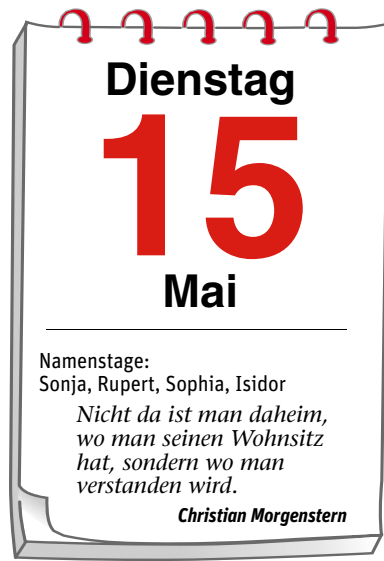 Dienstag
15
Mai
Namenstage:
Sonja, Rupert, Sophia, Isidor
Nicht da ist man daheim,
wo man seinen Wohnsitz
hat, sondern wo man
verstanden wird.
Christian Morgenstern